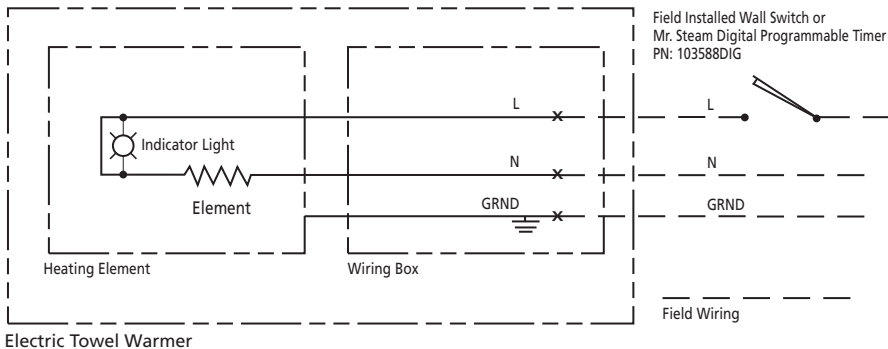 Field Installed Wall Switch or
Mr. Steam Digital Programmable Timer
PN: 103588DIG
L
L
Indicator Light
N
N
Element
GRND
GRND
Heating Element
Wiring Box
Field Wiring
Electric Towel Warmer